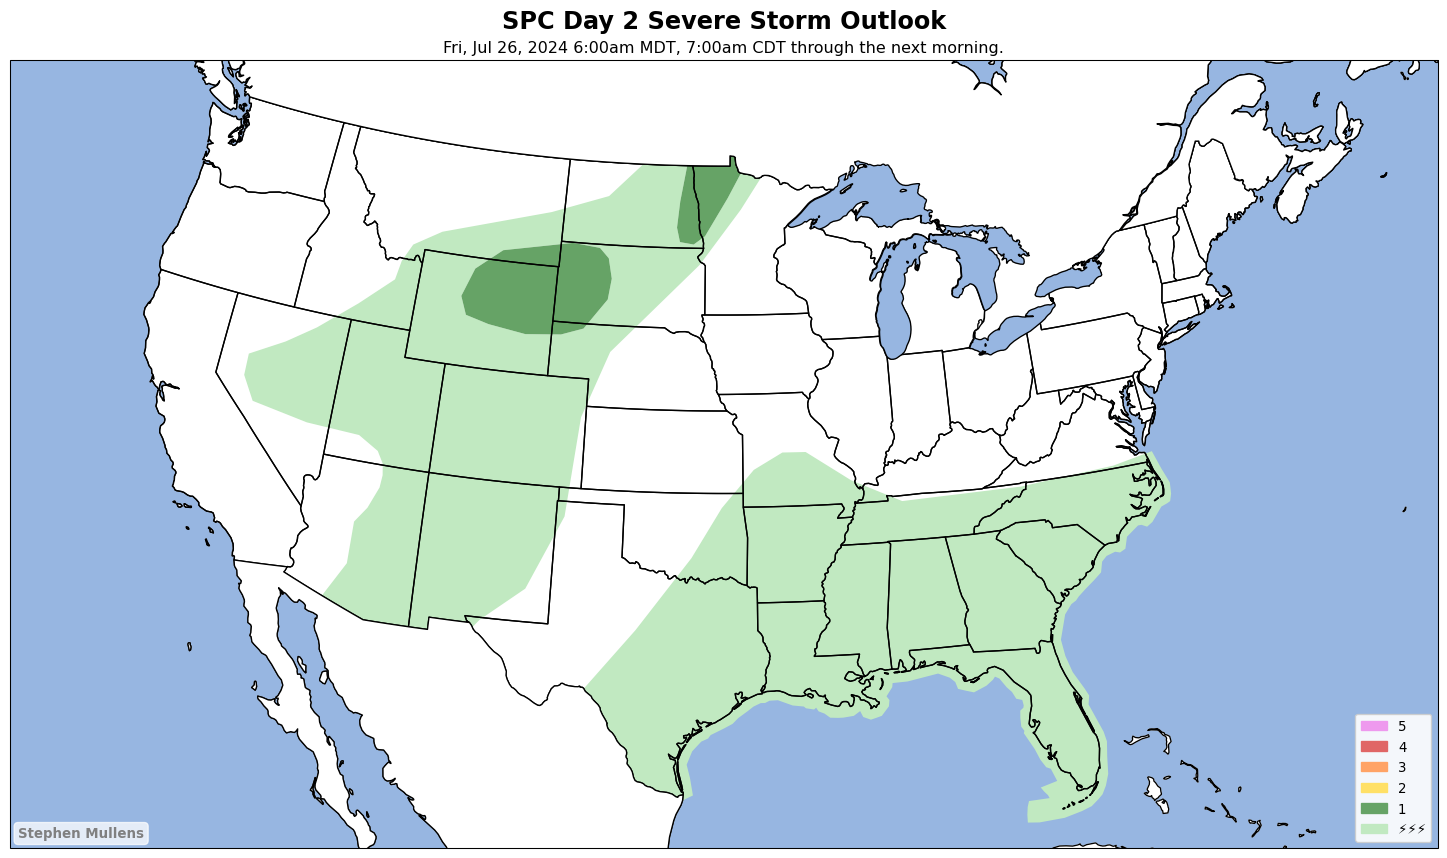 SPC Day 2 Severe Storm Outlook
Fri, Jul 26, 2024 6:00am MDT, 7:00am CDT through the next morning.
5
4
3
2
1
⚡⚡⚡
Stephen Mullens